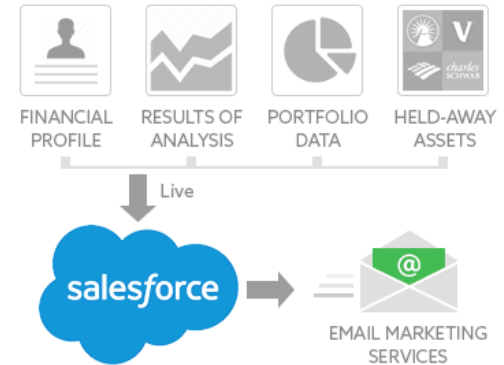 V
charles
SCHWAB
FINANCIAL PROFILE
RESULTS OF ANALYSIS
PORTFOLIO DATA
HELD-AWAY ASSETS
Live
salesforce
@
EMAIL MARKETING
SERVICES